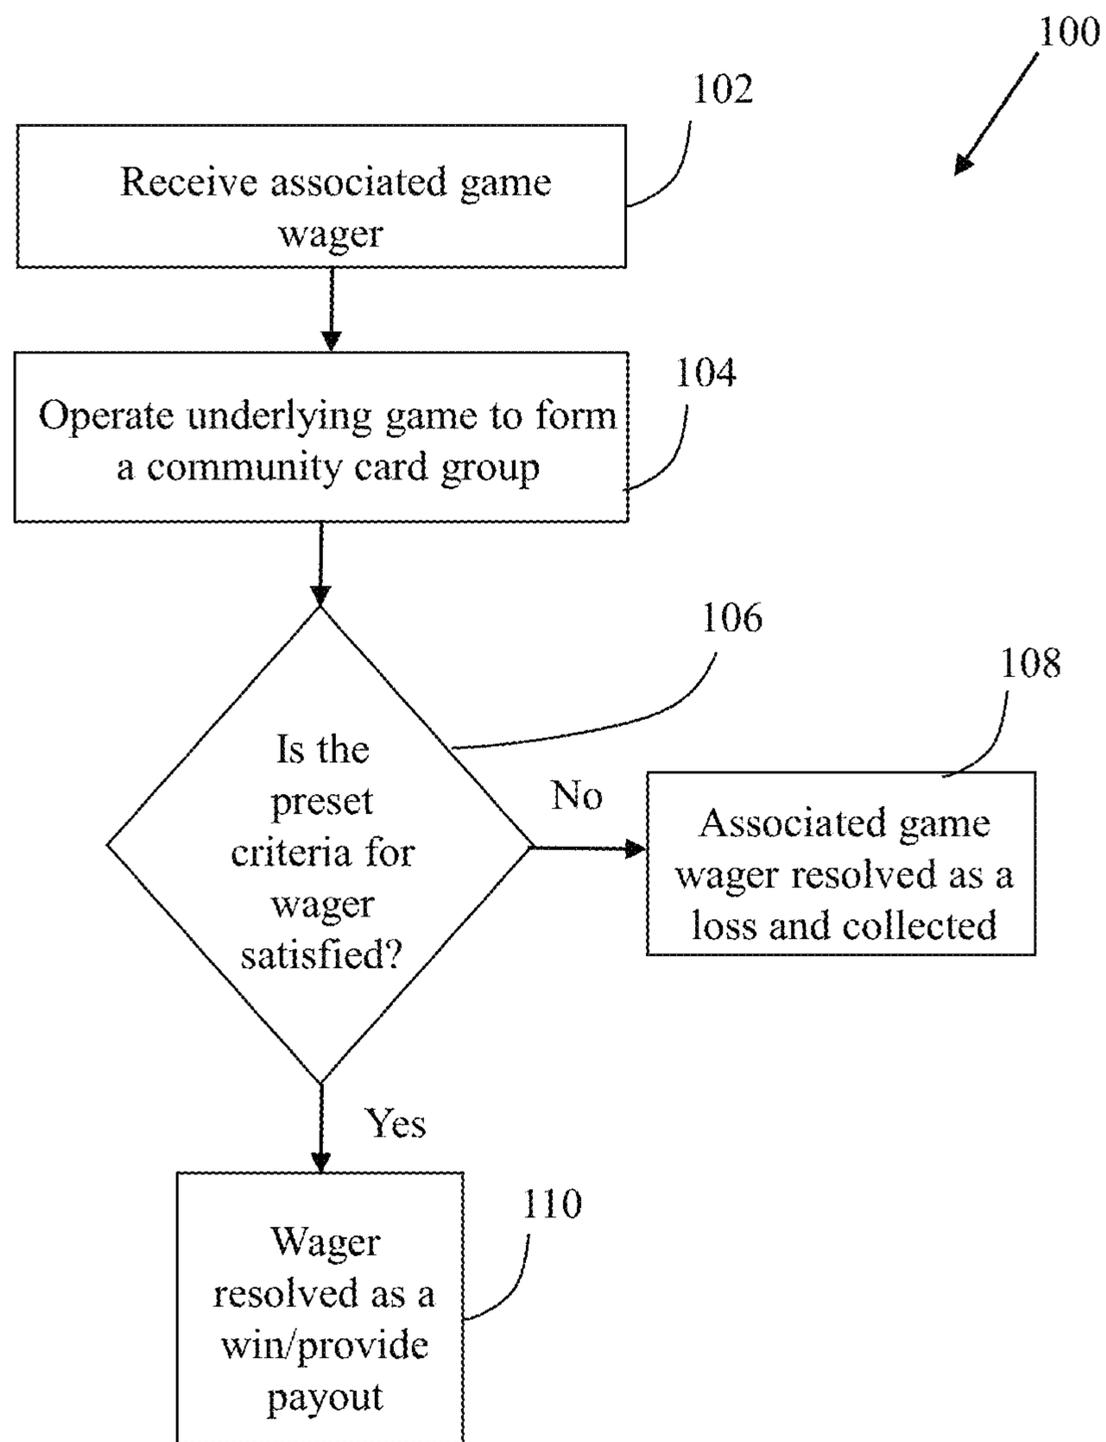 100
102
Receive associated game
wager
104
Operate underlying game to form
a community card group
106
108
Is the
preset
criteria for
wager
satisfied?
No
Associated game
wager resolved as a
loss and collected
Yes
110
Wager
resolved as a
win/provide
payout